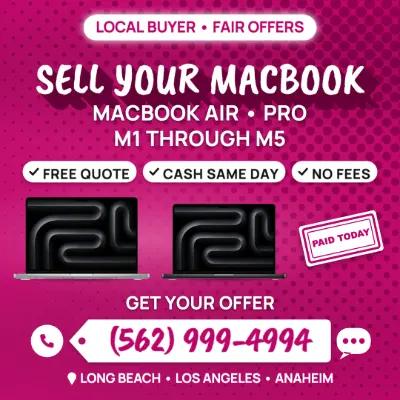 LOCAL BUYER • FAIR OFFERS
SELL YOUR MACBOOK
MACBOOK AIR • PRO
M1 THROUGH M5
✓ FREE QUOTE ✓ CASH SAME DAY ✓ NO FEES
PAID TODAY
GET YOUR OFFER
(562) 999-4994
LONG BEACH • LOS ANGELES • ANAHEIM